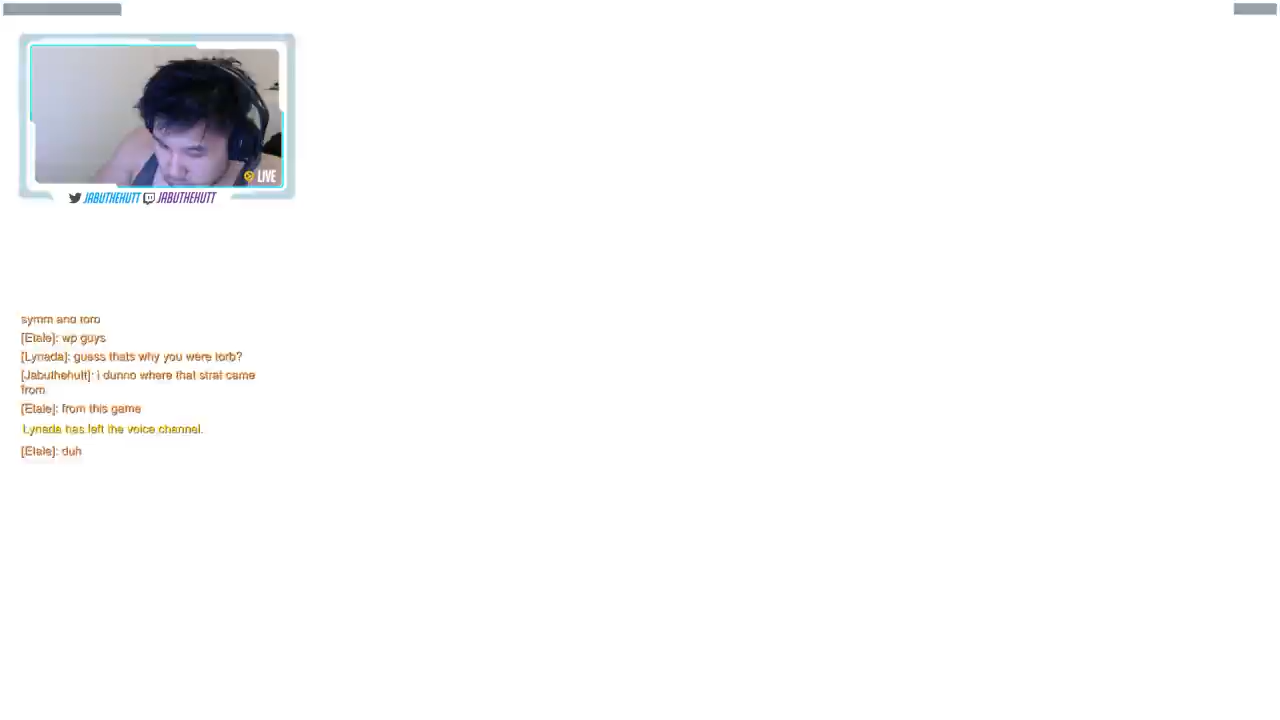 LIVE
JABUTHEHUTT JABUTHEHUTT
symm and torb
[Etale]: wp guys
[Lynada]: guess thats why you were torb?
[Jabuthehutt]: i dunno where that strat came
from
[Etale]: from this game
Lynada has left the voice channel.
[Etale]: duh